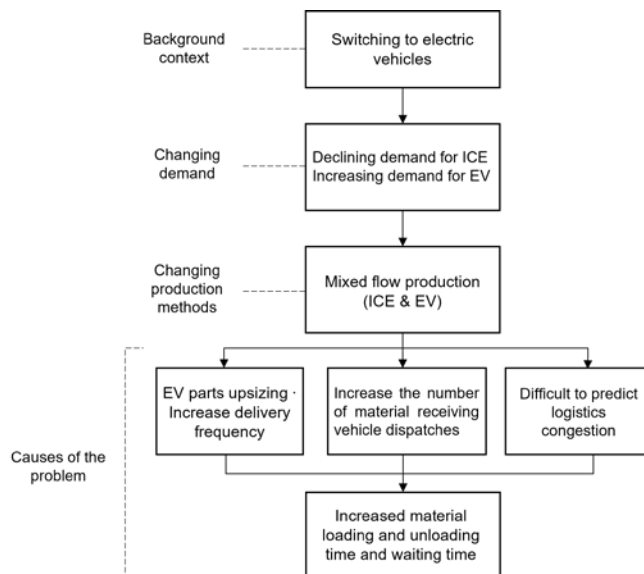 Background
context
Switching to electric
vehicles
Changing
demand
Declining demand for ICE
Increasing demand for EV
Changing
production
methods
Mixed flow production
(ICE & EV)
EV parts upsizing ·
Increase delivery
frequency
Increase the number
of material receiving
vehicle dispatches
Difficult to predict
logistics
congestion
Causes of the
problem
Increased material
loading and unloading
time and waiting time